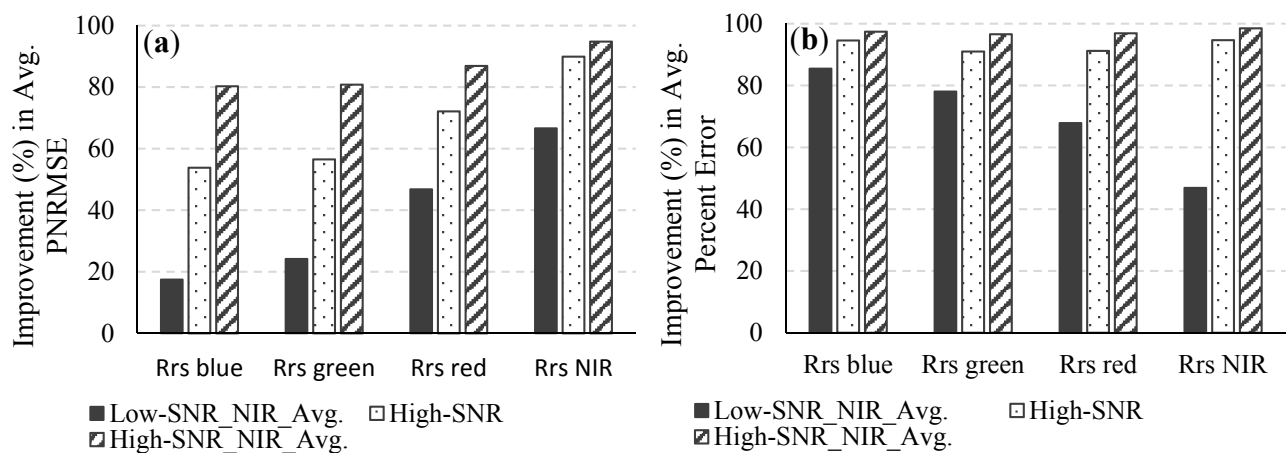 (a)
Improvement (%) in Avg.
PNRMSE
100
80
60
40
20
0
Rrs blue
Rrs green
Rrs red
Rrs NIR
Low-SNR_NIR_Avg.
High-SNR
High-SNR_NIR_Avg.
(b)
Improvement (%) in Avg.
Percent Error
100
80
60
40
20
0
Rrs blue
Rrs green
Rrs red
Rrs NIR
Low-SNR_NIR_Avg.
High-SNR
High-SNR_NIR_Avg.